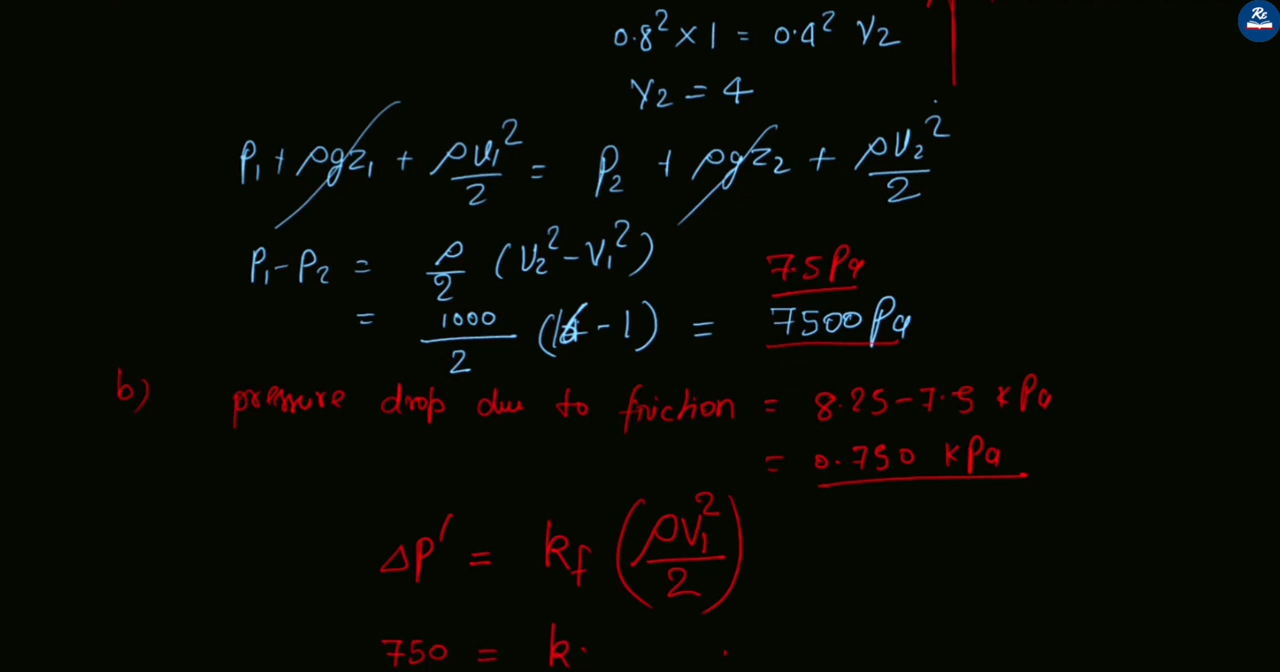 Re
0.8² × 1 = 0.4² V₂
V₂ = 4
P₁ + ρgz₁ + ρv₁²/2 = P₂ + ρgz₂ + ρv₂²/2
P₁ - P₂ = ρ/2 (v₂² - v₁²)
7.5 Pa
= 1000/2 (16 - 1) = 7500 Pa
b) pressure drop due to friction = 8.25 - 7.5 kPa
= 0.750 kPa
ΔP' = kf (ρv₁²/2)
750 = k.